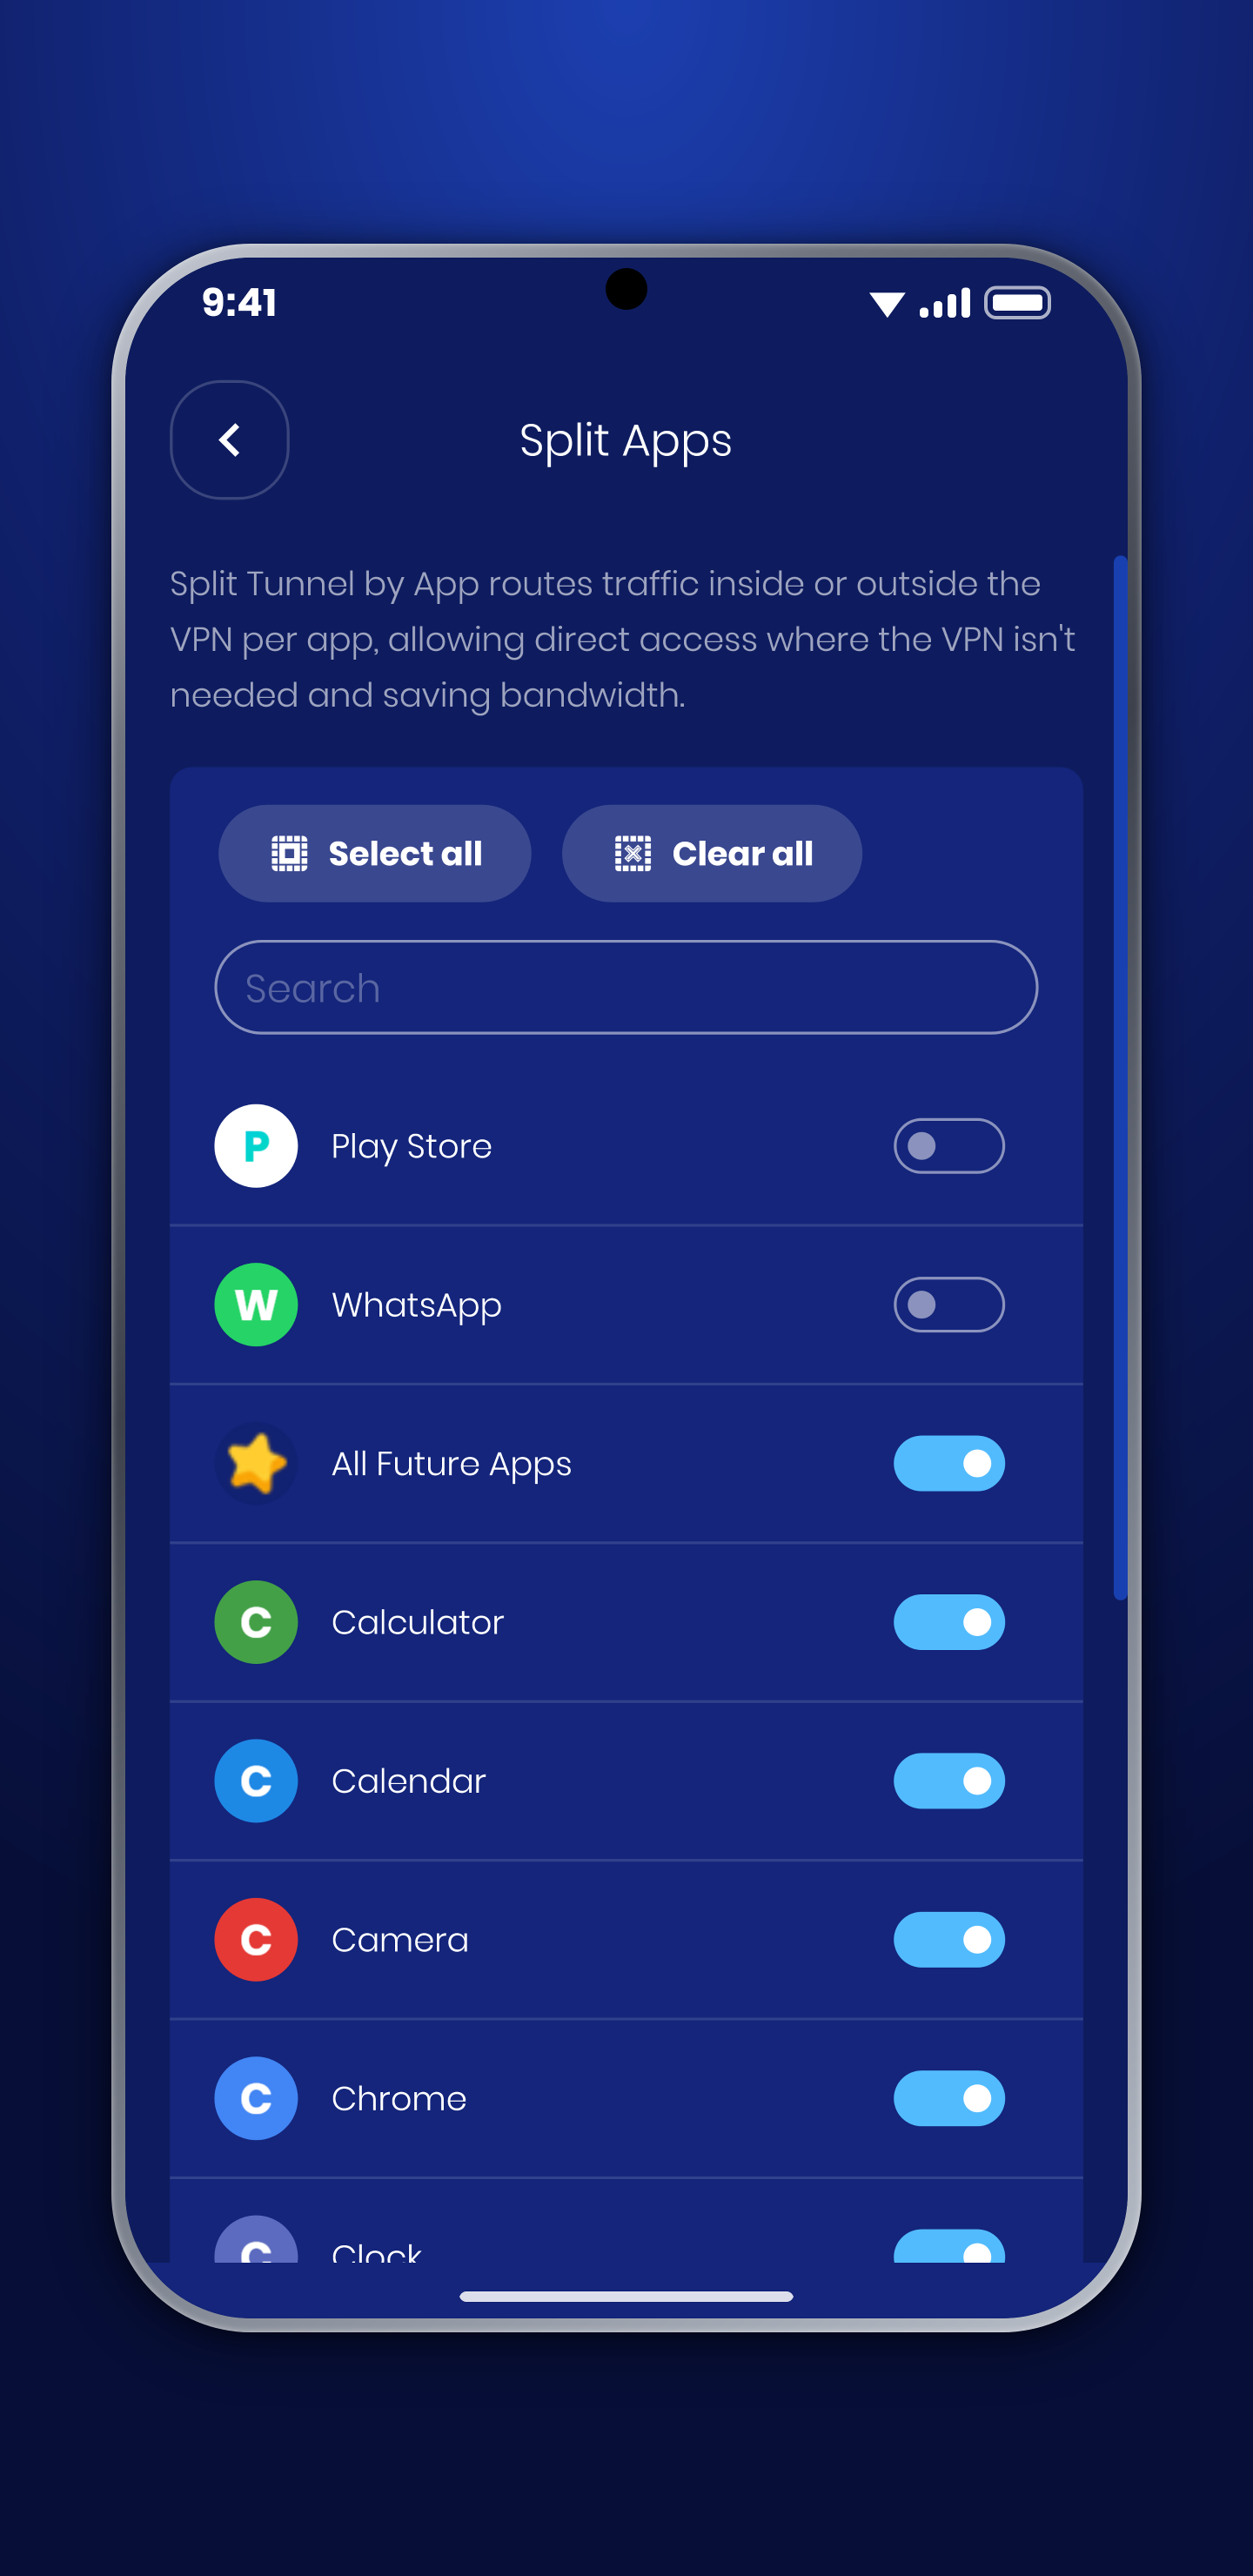 9:41
Split Apps
Split Tunnel by App routes traffic inside or outside the
VPN per app, allowing direct access where the VPN isn't
needed and saving bandwidth.
Select all
Clear all
Search
P Play Store
W WhatsApp
All Future Apps
C Calculator
C Calendar
C Camera
C Chrome
C Clock